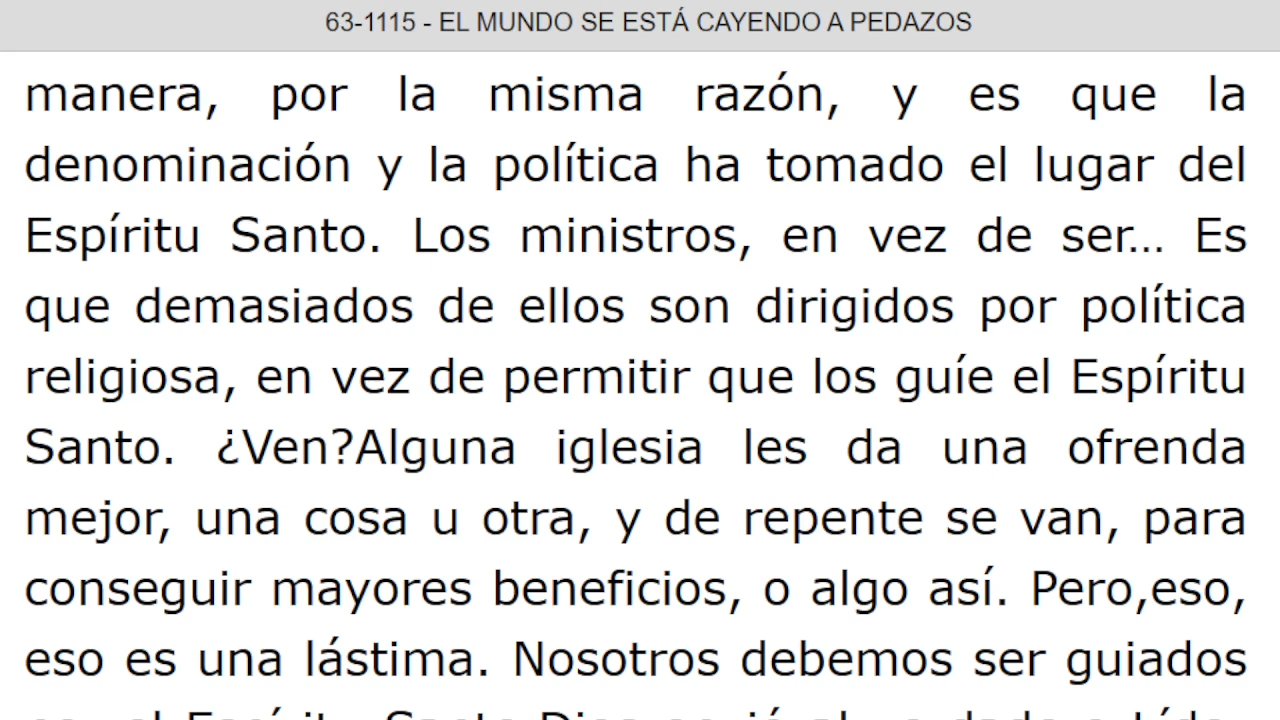 63-1115 - EL MUNDO SE ESTÁ CAYENDO A PEDAZOS
manera, por la misma razón, y es que la
denominación y la política ha tomado el lugar del
Espíritu Santo. Los ministros, en vez de ser... Es
que demasiados de ellos son dirigidos por política
religiosa, en vez de permitir que los guíe el Espíritu
Santo. ¿Ven?Alguna iglesia les da una ofrenda
mejor, una cosa u otra, y de repente se van, para
conseguir mayores beneficios, o algo así. Pero,eso,
eso es una lástima. Nosotros debemos ser guiados